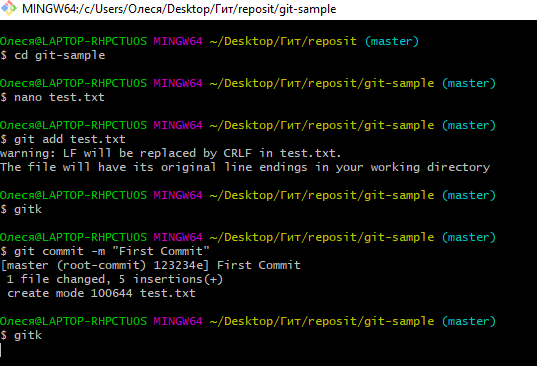 MINGW64:/c/Users/Олеся/Desktop/Гит/reposit/git-sample
Олеся@LAPTOP-RHPCTUOS MINGW64 ~/Desktop/Гит/reposit (master)
$ cd git-sample
Олеся@LAPTOP-RHPCTUOS MINGW64 ~/Desktop/Гит/reposit/git-sample (master)
$ nano test.txt
Олеся@LAPTOP-RHPCTUOS MINGW64 ~/Desktop/Гит/reposit/git-sample (master)
$ git add test.txt
warning: LF will be replaced by CRLF in test.txt.
The file will have its original line endings in your working directory
Олеся@LAPTOP-RHPCTUOS MINGW64 ~/Desktop/Гит/reposit/git-sample (master)
$ gitk
Олеся@LAPTOP-RHPCTUOS MINGW64 ~/Desktop/Гит/reposit/git-sample (master)
$ git commit -m "First Commit"
[master (root-commit) 123234e] First Commit
 1 file changed, 5 insertions(+)
 create mode 100644 test.txt
Олеся@LAPTOP-RHPCTUOS MINGW64 ~/Desktop/Гит/reposit/git-sample (master)
$ gitk